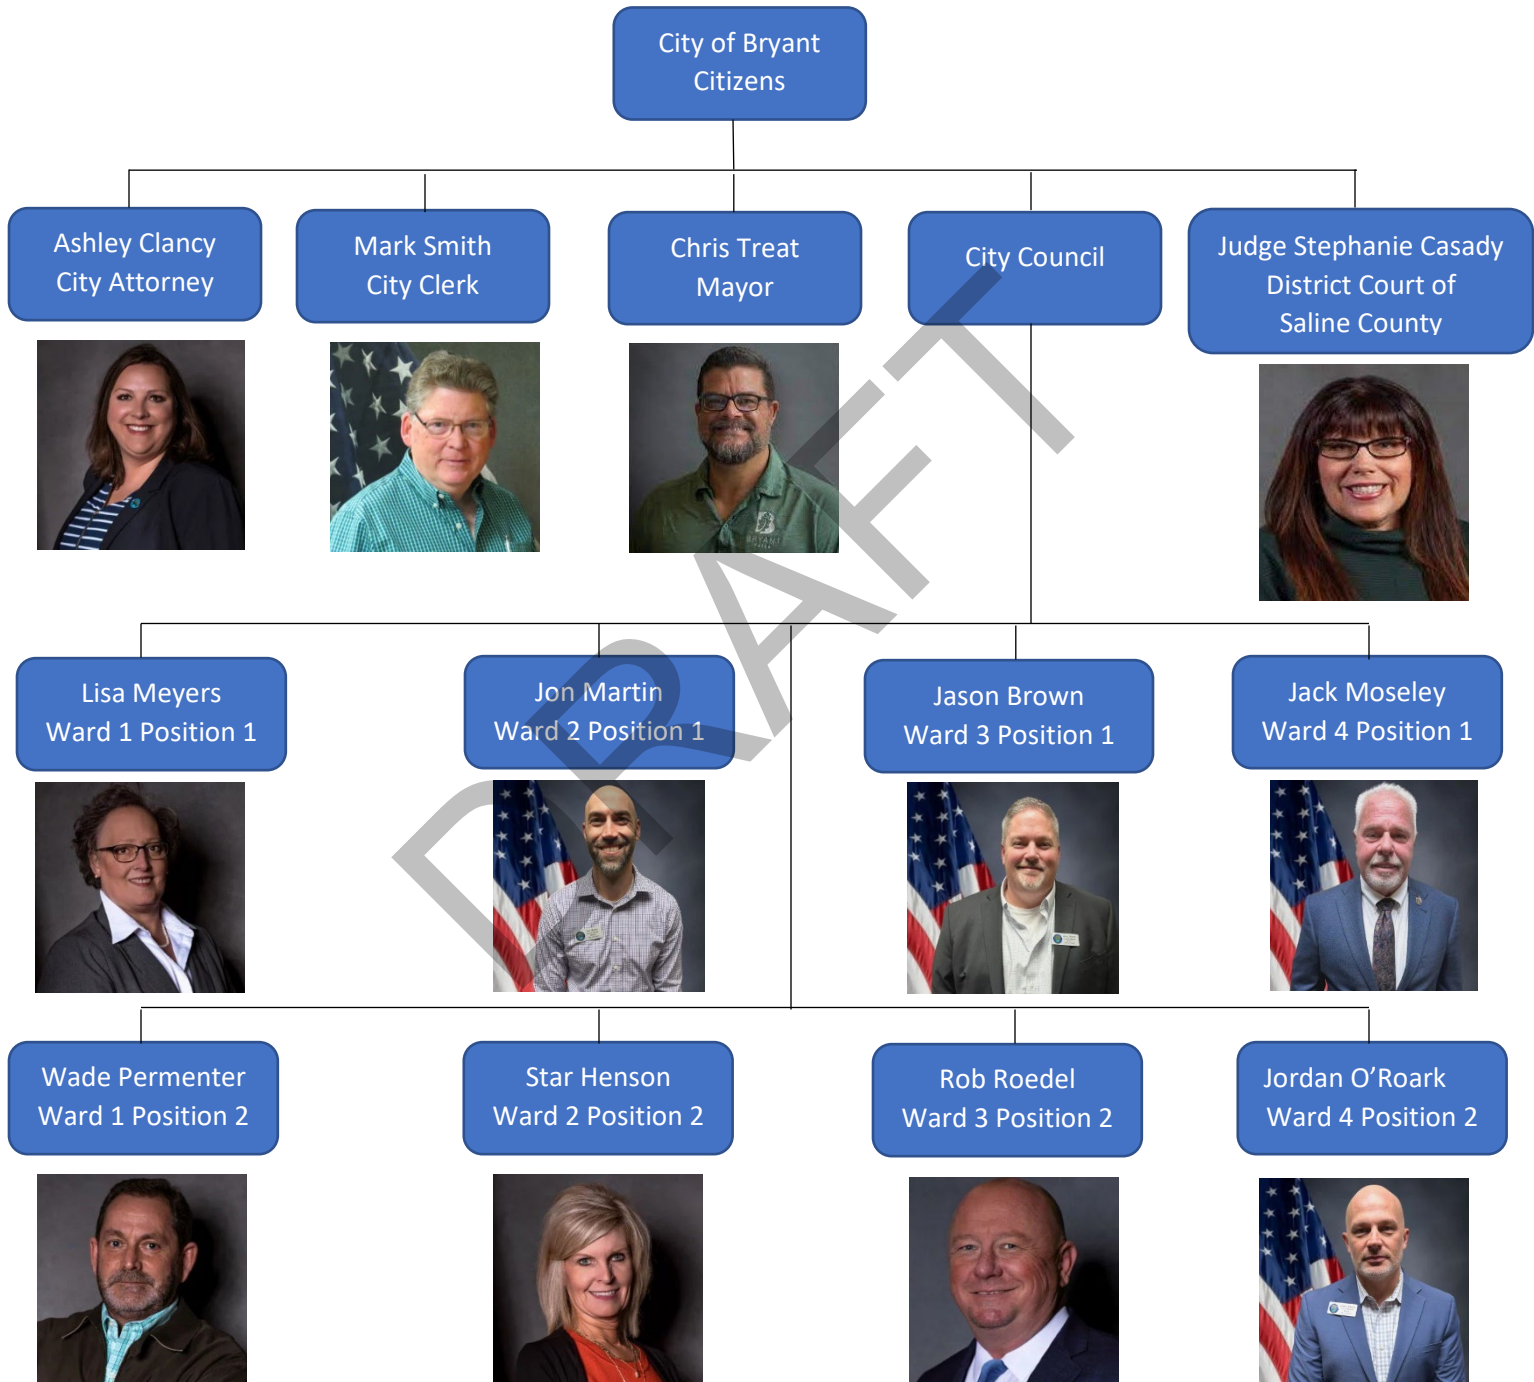 City of Bryant
Citizens
Ashley Clancy
City Attorney
Mark Smith
City Clerk
Chris Treat
Mayor
City Council
Judge Stephanie Casady
District Court of
Saline County
BRYANT
DRAFT
Lisa Meyers
Ward 1 Position 1
Jon Martin
Ward 2 Position 1
Jason Brown
Ward 3 Position 1
Jack Moseley
Ward 4 Position 1
Wade Permenter
Ward 1 Position 2
Star Henson
Ward 2 Position 2
Rob Roedel
Ward 3 Position 2
Jordan O’Roark
Ward 4 Position 2